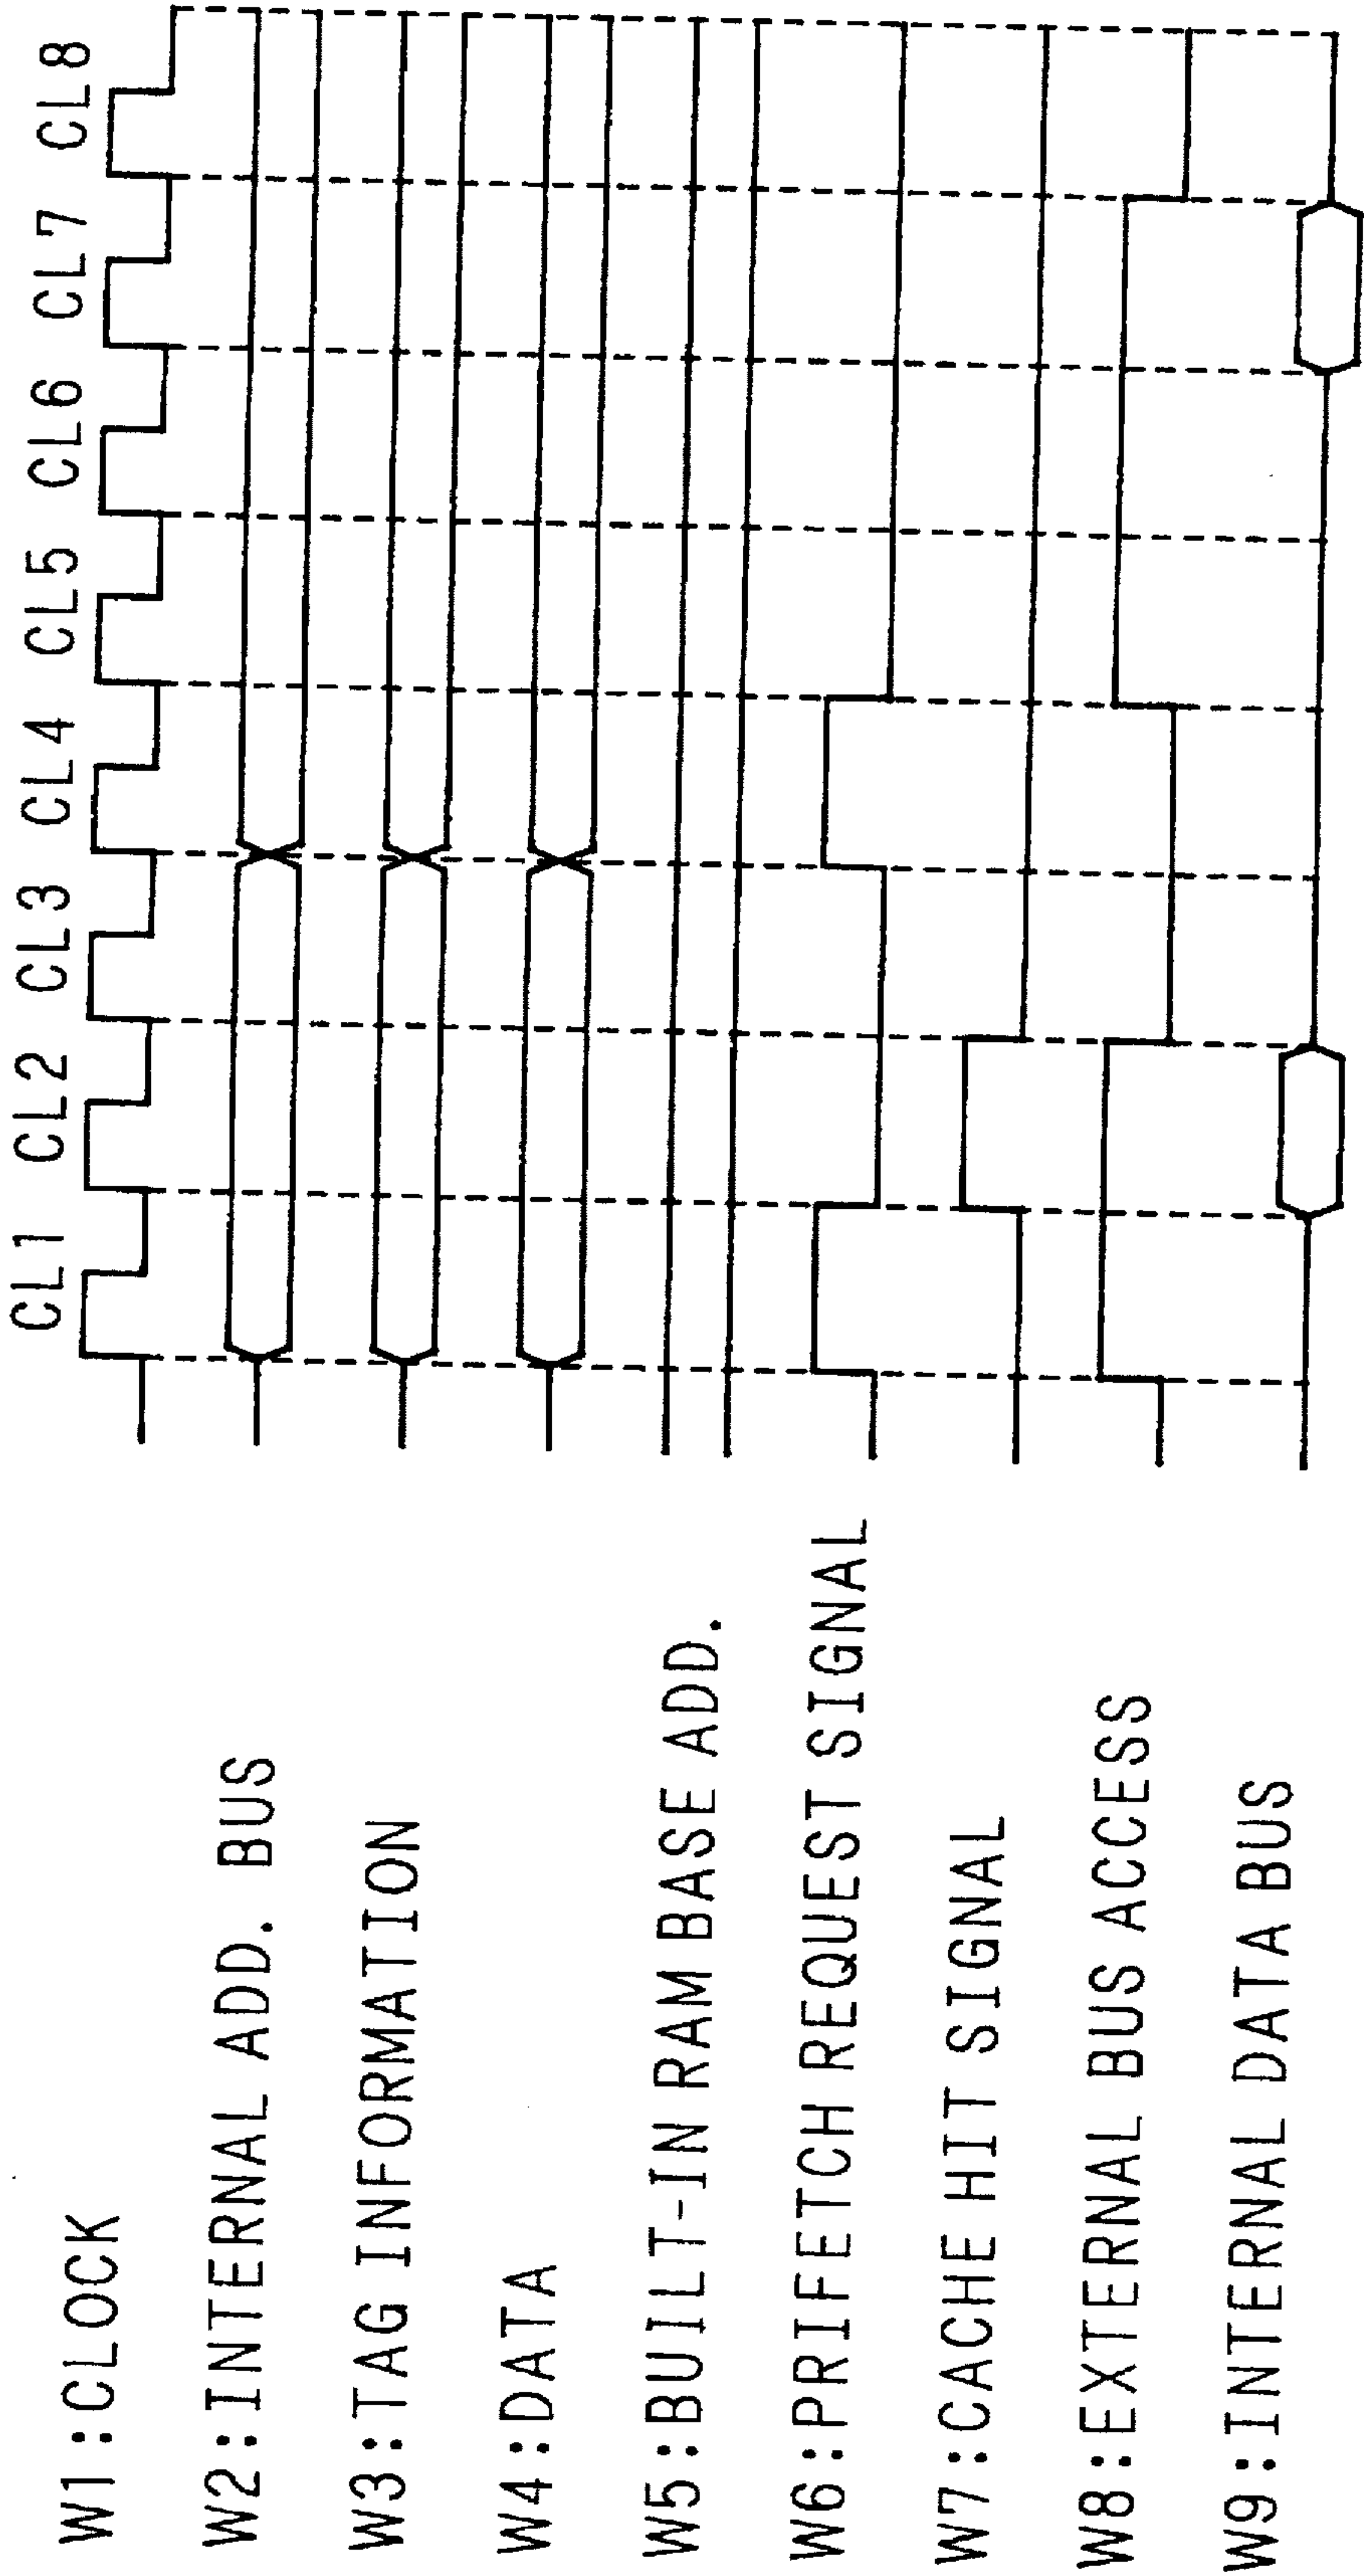 CL1 CL2 CL3 CL4 CL5 CL6 CL7 CL8
W1:CLOCK
W2:INTERNAL ADD. BUS
W3:TAG INFORMATION
W4:DATA
W5:BUILT-IN RAM BASE ADD.
W6:PRIFETCH REQUEST SIGNAL
W7:CACHE HIT SIGNAL
W8:EXTERNAL BUS ACCESS
W9:INTERNAL DATA BUS